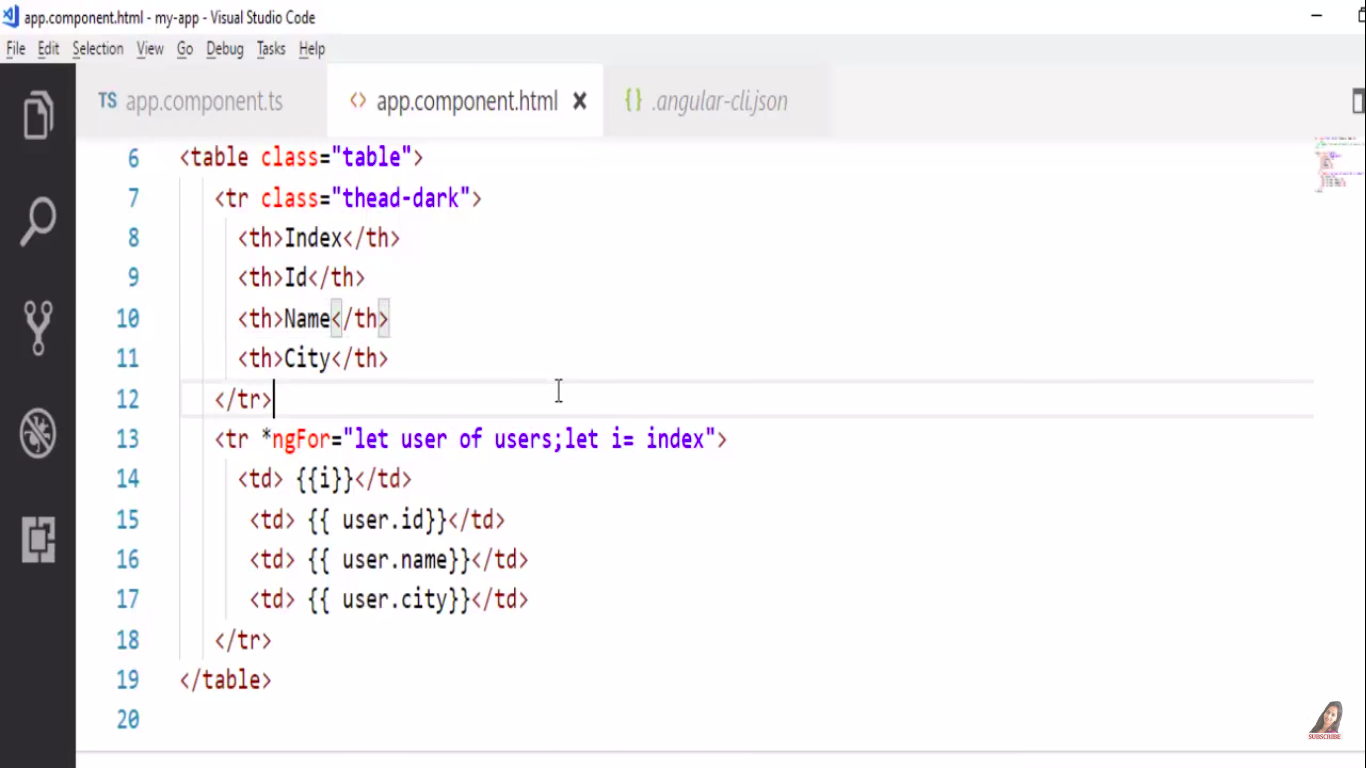 app.component.html - my-app - Visual Studio Code
File Edit Selection View Go Debug Tasks Help
TS app.component.ts <> app.component.html × {} .angular-cli.json
6 <table class="table">
7 <tr class="thead-dark">
8 <th>Index</th>
9 <th>Id</th>
10 <th>Name</th>
11 <th>City</th>
12 </tr>
13 <tr *ngFor="let user of users;let i= index">
14 <td> {{i}}</td>
15 <td> {{ user.id}}</td>
16 <td> {{ user.name}}</td>
17 <td> {{ user.city}}</td>
18 </tr>
19 </table>
20
SUBSCRIBE